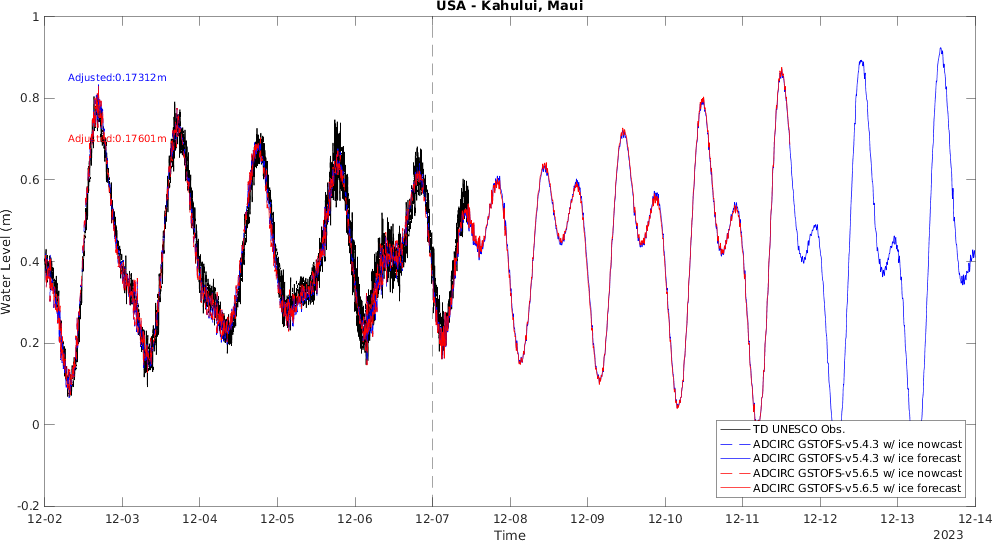 USA - Kahului, Maui
1
0.8
0.6
0.4
0.2
0
-0.2
Water Level (m)
Adjusted:0.17312m
Adjusted:0.17601m
TD UNESCO Obs.
ADCIRC GSTOFS-v5.4.3 w/ ice nowcast
ADCIRC GSTOFS-v5.4.3 w/ ice forecast
ADCIRC GSTOFS-v5.6.5 w/ ice nowcast
ADCIRC GSTOFS-v5.6.5 w/ ice forecast
12-02 12-03 12-04 12-05 12-06 12-07 12-08 12-09 12-10 12-11 12-12 12-13 12-14
Time
2023